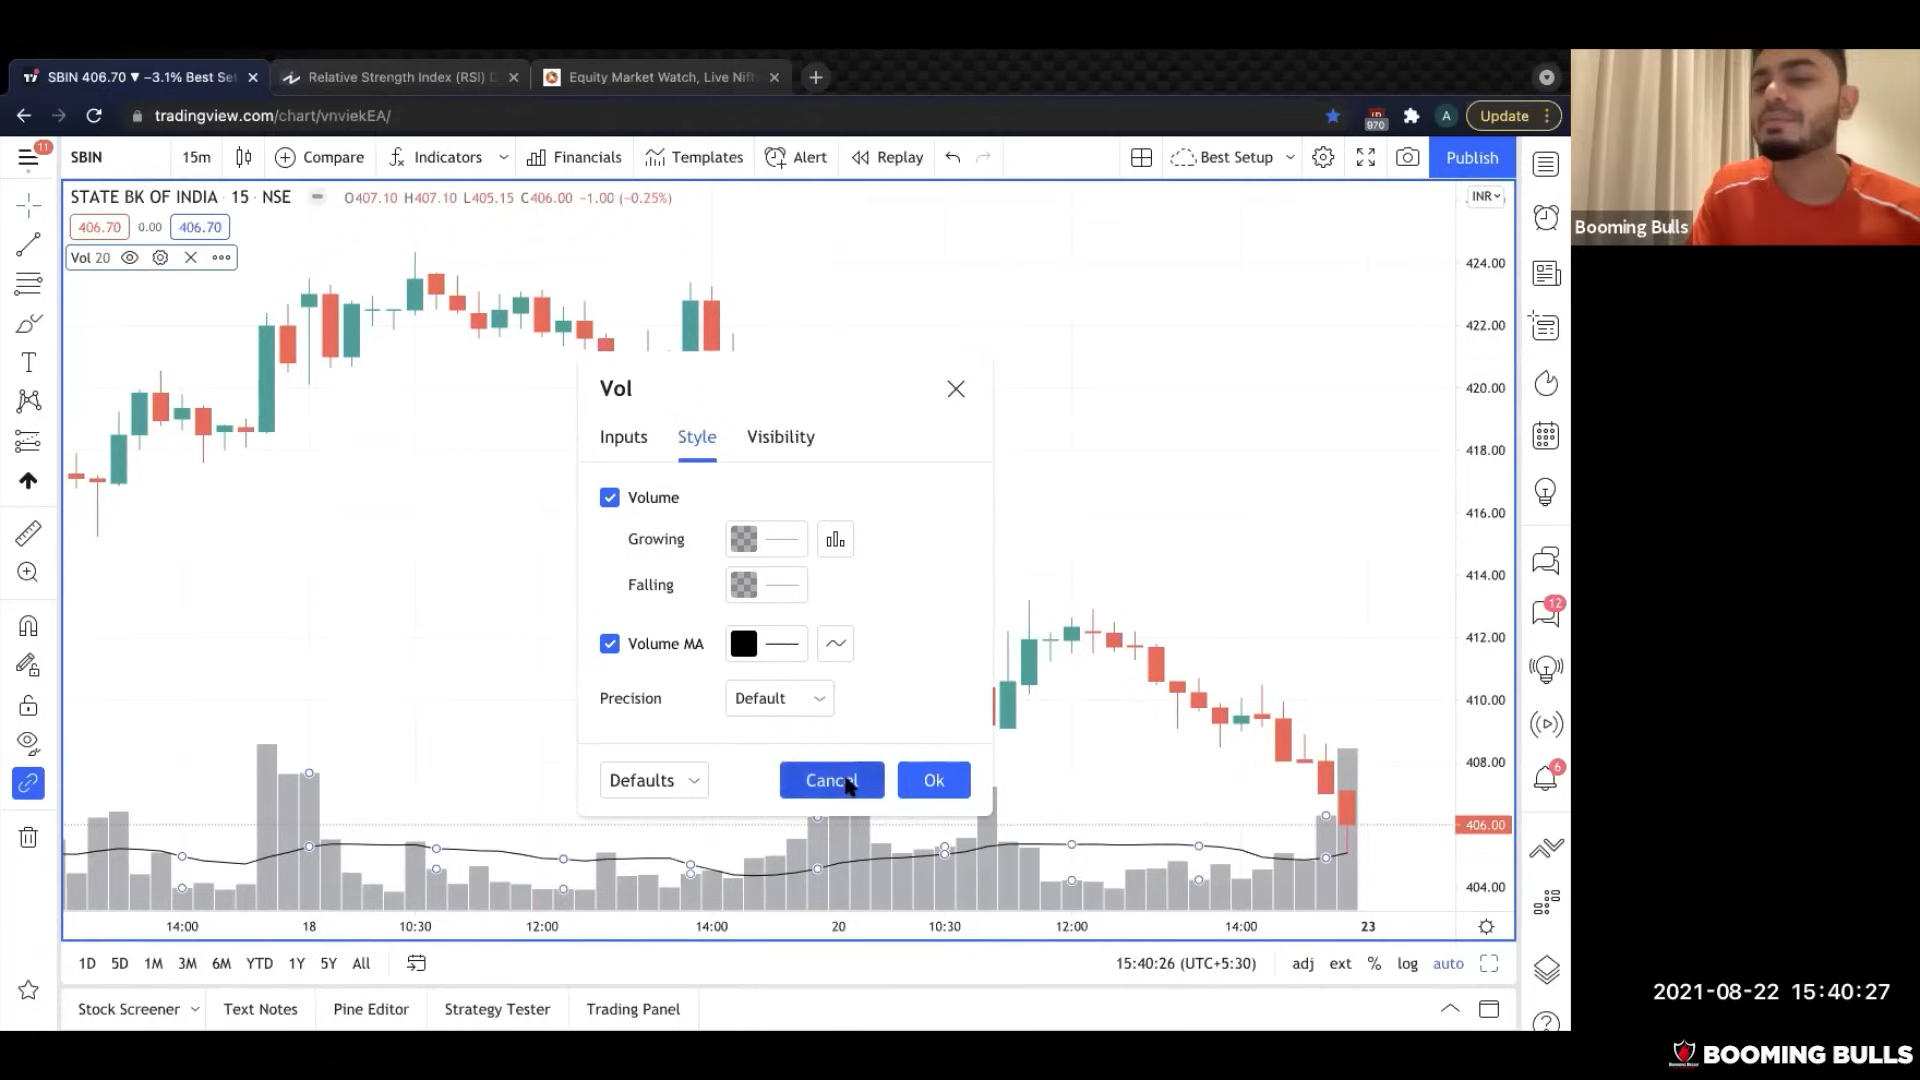 SBIN 406.70 ▼ −3.1% Best Set
Relative Strength Index (RSI) D
Equity Market Watch, Live Nift
tradingview.com/chart/vnviekEA/
970
A
Update
11
SBIN
15m
Compare
Indicators
Financials
Templates
Alert
Replay
Best Setup
Publish
STATE BK OF INDIA · 15 · NSE
O407.10 H407.10 L405.15 C406.00 −1.00 (−0.25%)
INR
406.70 0.00 406.70
Vol 20
Booming Bulls
424.00
422.00
420.00
418.00
416.00
414.00
412.00
410.00
408.00
406.00
404.00
Vol
Inputs
Style
Visibility
Volume
Growing
Falling
Volume MA
Precision
Default
Defaults
Cancel
Ok
12
6
14:00 18 10:30 12:00 14:00 20 10:30 12:00 14:00 23
1D 5D 1M 3M 6M YTD 1Y 5Y All
15:40:26 (UTC+5:30)
adj ext % log auto
Stock Screener
Text Notes
Pine Editor
Strategy Tester
Trading Panel
2021-08-22 15:40:27
BOOMING BULLS